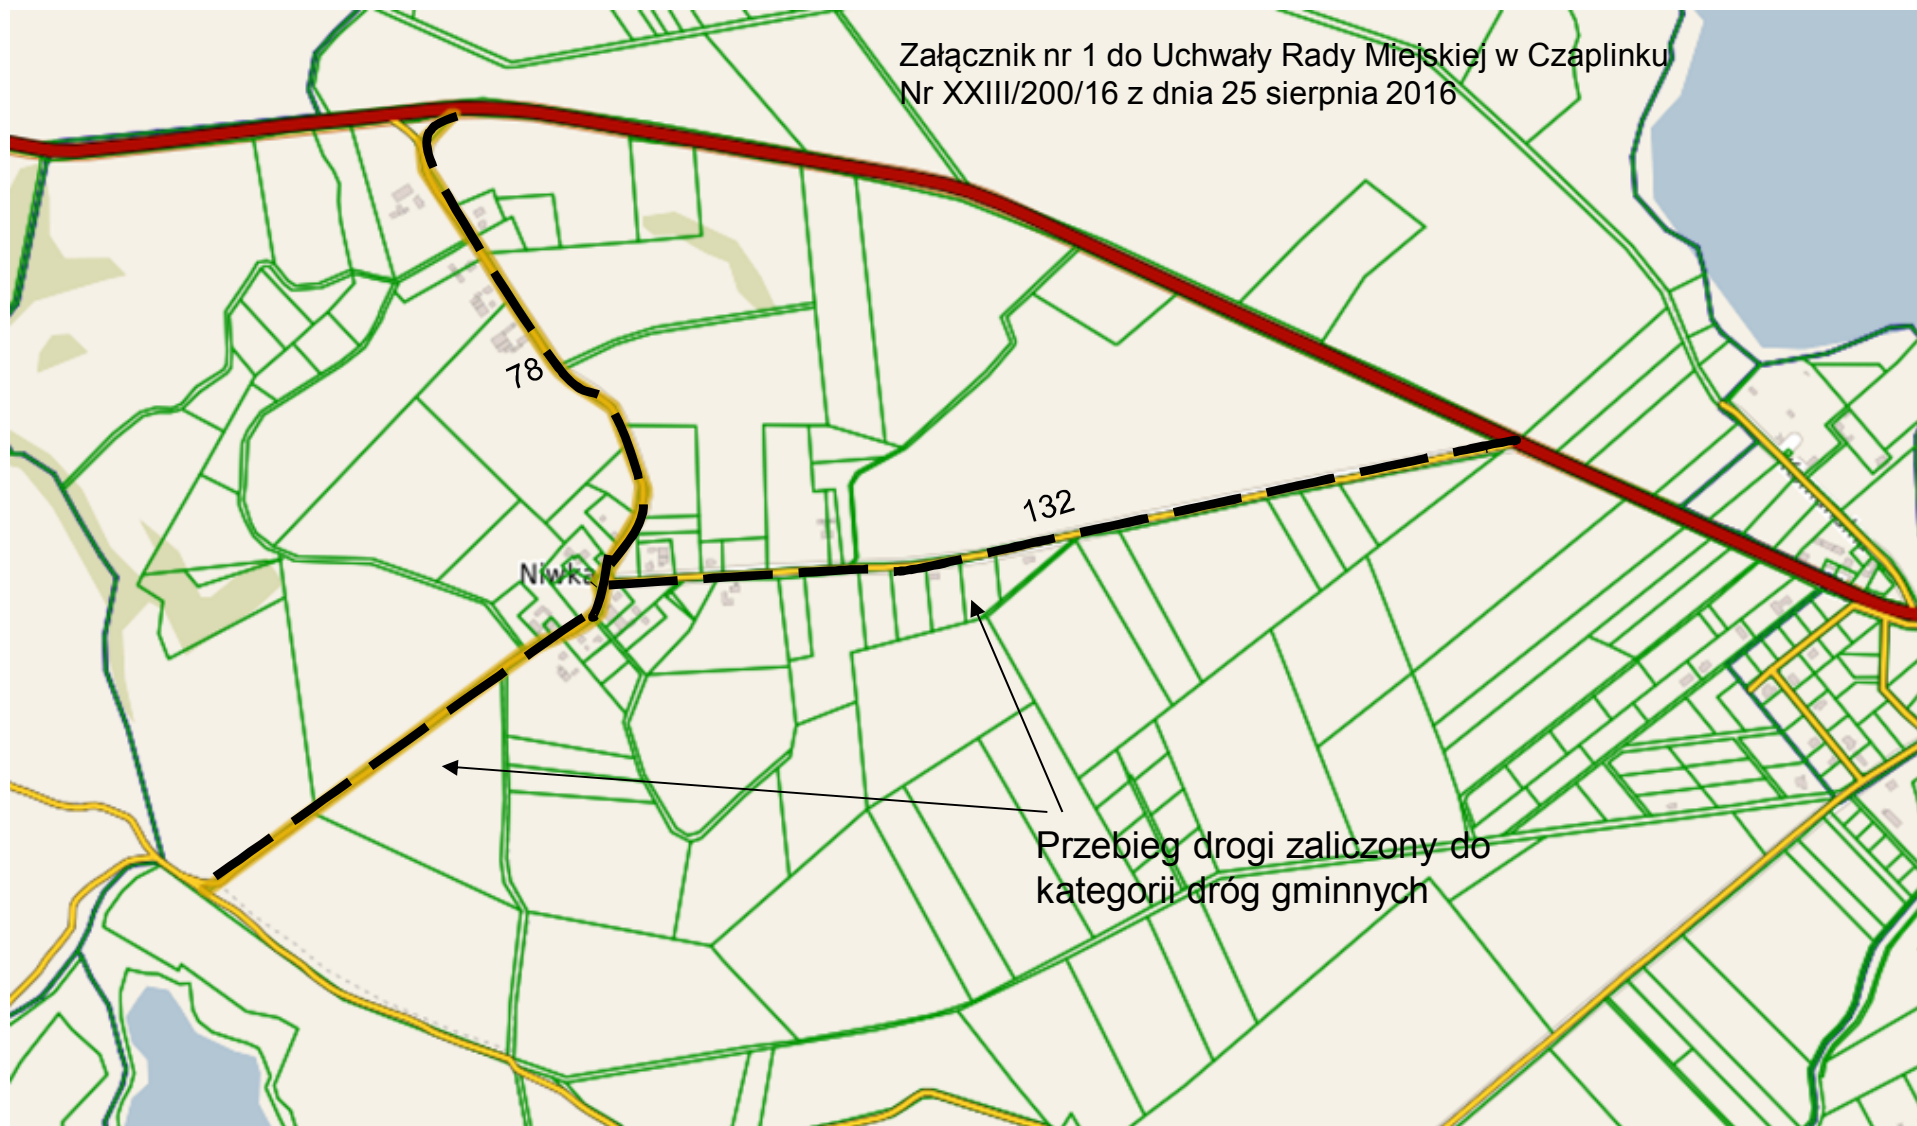 Załącznik nr 1 do Uchwały Rady Miejskiej w Czaplinku
Nr XXIII/200/16 z dnia 25 sierpnia 2016
78
132
Niwka
Przebieg drogi zaliczony do
kategorii dróg gminnych